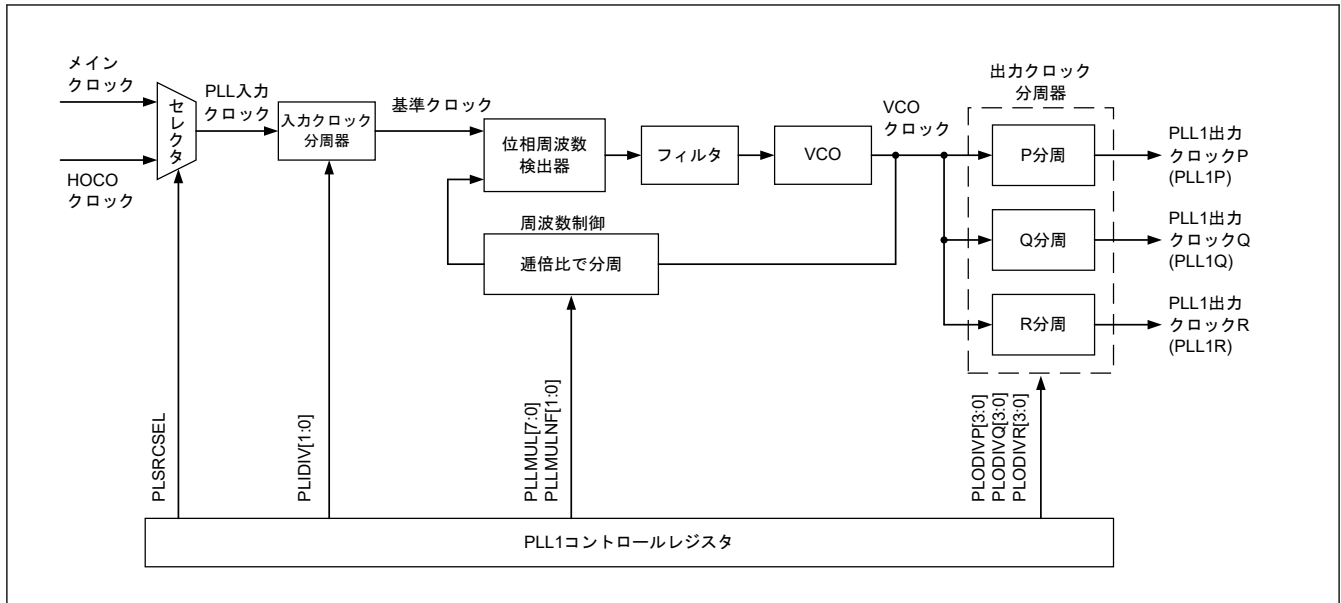 メイン
クロック
HOCO
クロック
セレクタ
PLL入力
クロック
入力クロック
分周器
基準クロック
位相周波数
検出器
フィルタ
VCO
VCO
クロック
周波数制御
逓倍比で分周
出力クロック
分周器
P分周
Q分周
R分周
PLL1出力
クロックP
(PLL1P)
PLL1出力
クロックQ
(PLL1Q)
PLL1出力
クロックR
(PLL1R)
PLSRCSEL
PLIDIV[1:0]
PLLMUL[7:0]
PLLMULNF[1:0]
PLODIVP[3:0]
PLODIVQ[3:0]
PLODIVR[3:0]
PLL1コントロールレジスタ